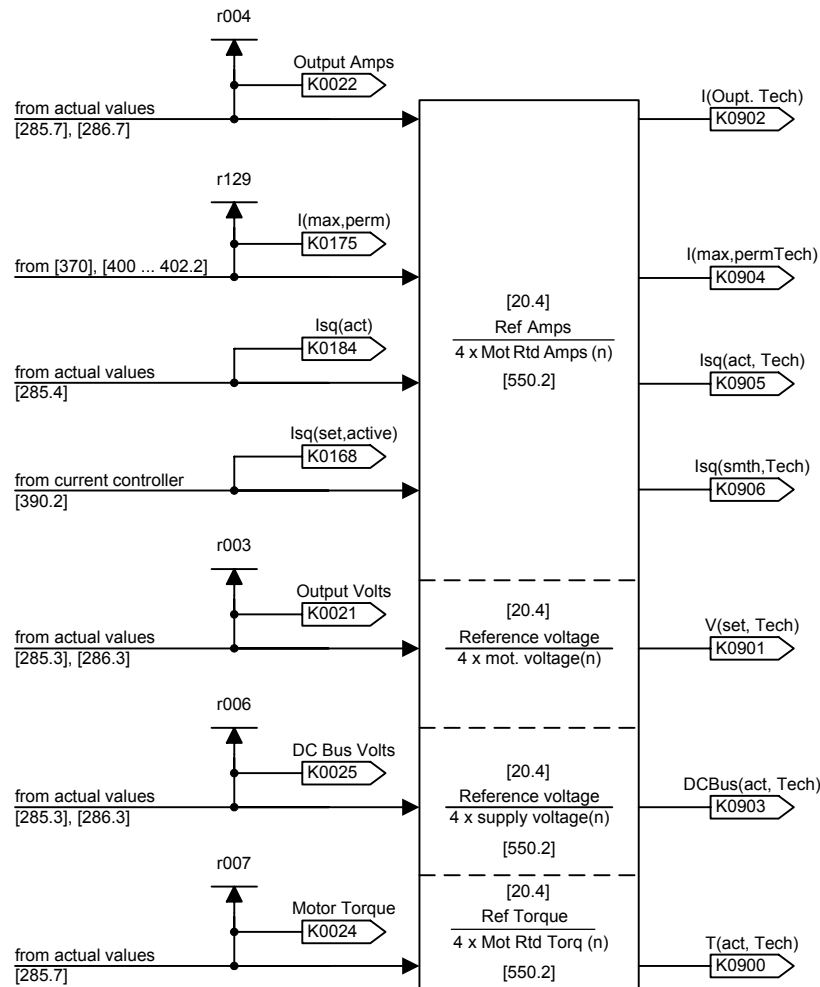 r004
Output Amps
K0022
from actual values
[285.7], [286.7]
I(Oupt. Tech)
K0902
r129
I(max,perm)
K0175
from [370], [400 ... 402.2]
I(max,permTech)
K0904
[20.4]
Ref Amps
4 x Mot Rtd Amps (n)
[550.2]
Isq(act)
K0184
from actual values
[285.4]
Isq(act, Tech)
K0905
Isq(set,active)
K0168
from current controller
[390.2]
Isq(smth,Tech)
K0906
r003
Output Volts
K0021
from actual values
[285.3], [286.3]
[20.4]
Reference voltage
4 x mot. voltage(n)
V(set, Tech)
K0901
r006
DC Bus Volts
K0025
from actual values
[285.3], [286.3]
[20.4]
Reference voltage
4 x supply voltage(n)
[550.2]
DCBus(act, Tech)
K0903
r007
Motor Torque
K0024
from actual values
[285.7]
[20.4]
Ref Torque
4 x Mot Rtd Torq (n)
[550.2]
T(act, Tech)
K0900